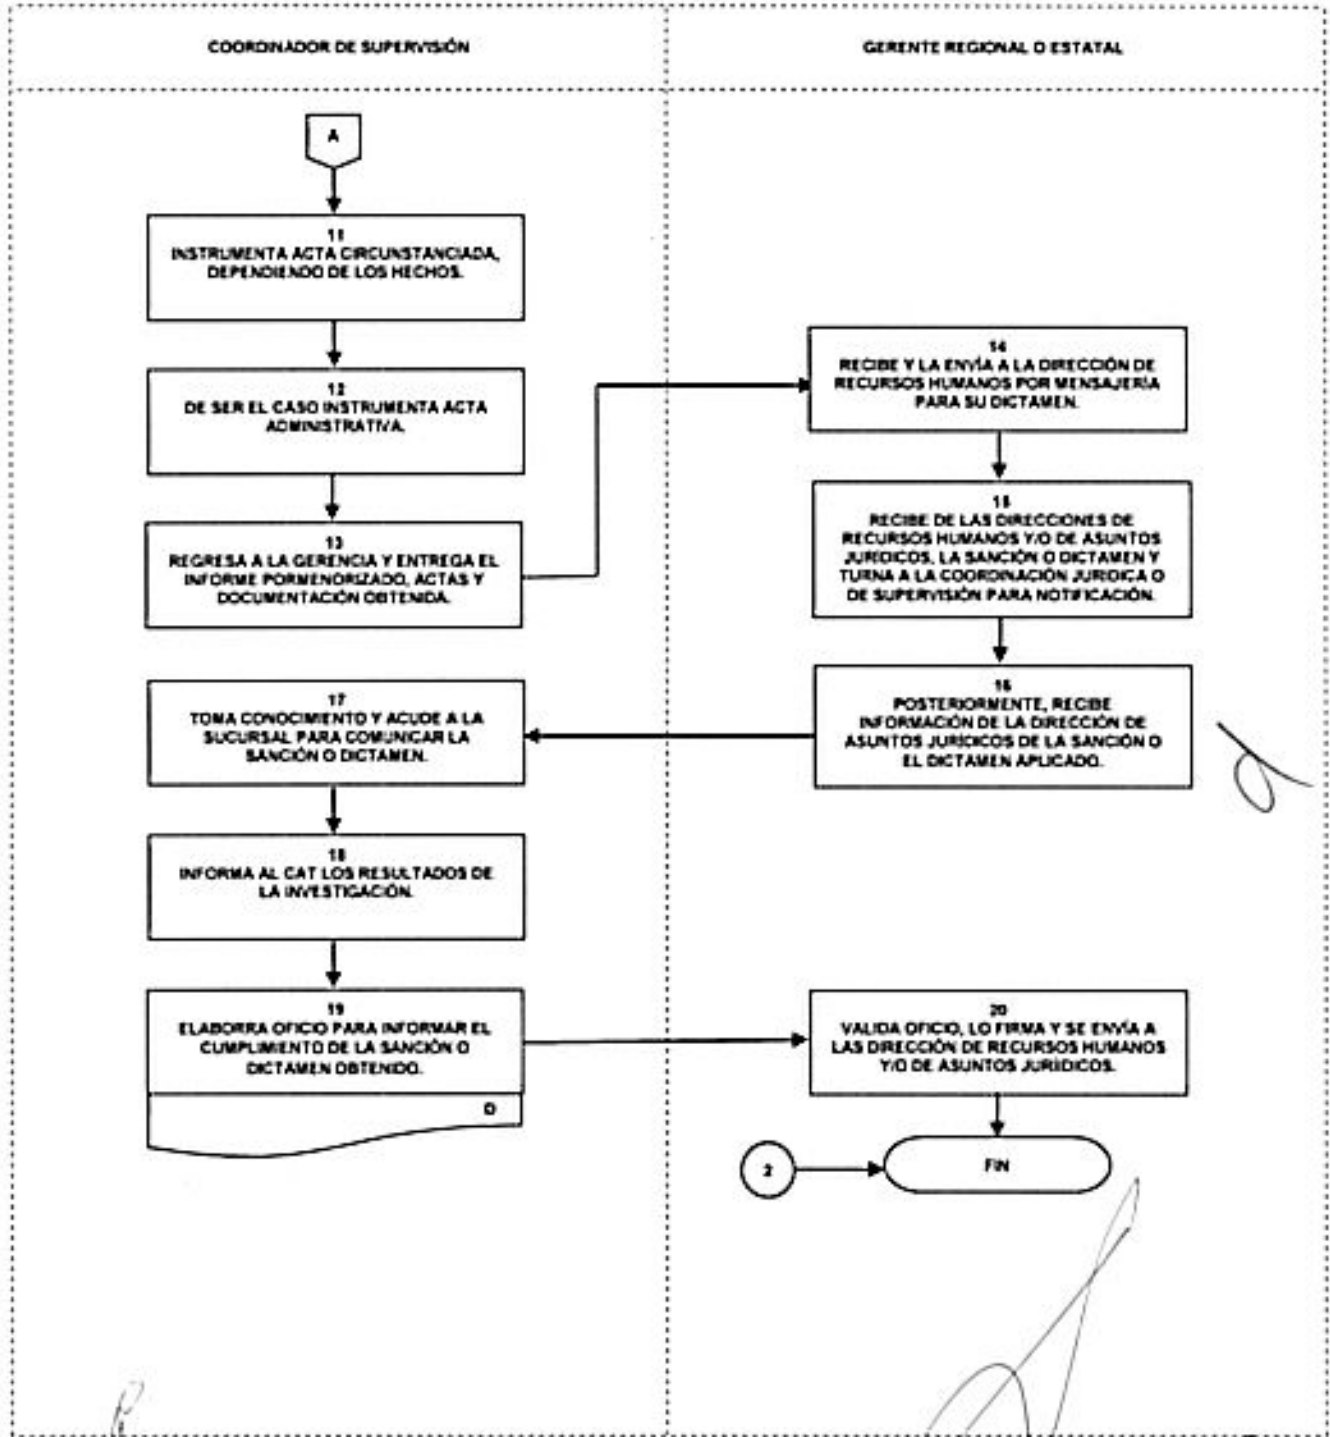 COORDINADOR DE SUPERVISIÓN
GERENTE REGIONAL O ESTATAL
A
11
INSTRUMENTA ACTA CIRCUNSTANCIADA,
DEPENDIENDO DE LOS HECHOS.
12
DE SER EL CASO INSTRUMENTA ACTA
ADMINISTRATIVA.
13
REGRESA A LA GERENCIA Y ENTREGA EL
INFORME PORMENORIZADO, ACTAS Y
DOCUMENTACIÓN OBTENIDA.
14
RECIBE Y LA ENVÍA A LA DIRECCIÓN DE
RECURSOS HUMANOS POR MENSAJERÍA
PARA SU DICTAMEN.
15
RECIBE DE LAS DIRECCIONES DE
RECURSOS HUMANOS Y/O DE ASUNTOS
JURÍDICOS, LA SANCIÓN O DICTAMEN Y
TURNA A LA COORDINACIÓN JURÍDICA O
DE SUPERVISIÓN PARA NOTIFICACIÓN.
16
POSTERIORMENTE, RECIBE
INFORMACIÓN DE LA DIRECCIÓN DE
ASUNTOS JURÍDICOS DE LA SANCIÓN O
EL DICTAMEN APLICADO.
17
TOMA CONOCIMIENTO Y ACUDE A LA
SUCURSAL PARA COMUNICAR LA
SANCIÓN O DICTAMEN.
18
INFORMA AL CAT LOS RESULTADOS DE
LA INVESTIGACIÓN.
19
ELABORRA OFICIO PARA INFORMAR EL
CUMPLIMIENTO DE LA SANCIÓN O
DICTAMEN OBTENIDO.
O
20
VALIDA OFICIO, LO FIRMA Y SE ENVÍA A
LAS DIRECCIÓN DE RECURSOS HUMANOS
Y/O DE ASUNTOS JURÍDICOS.
2
FIN